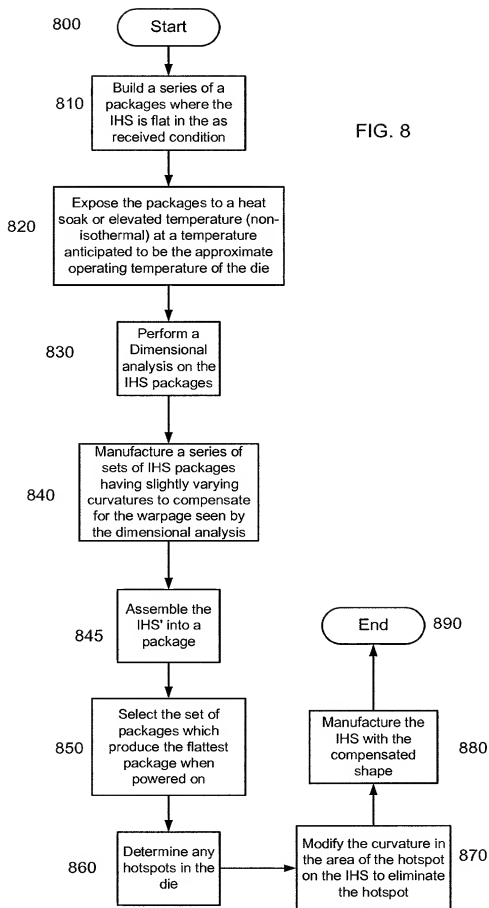 800
Start
810
Build a series of a
packages where the
IHS is flat in the as
received condition
FIG. 8
820
Expose the packages to a heat
soak or elevated temperature (non-
isothermal) at a temperature
anticipated to be the approximate
operating temperature of the die
830
Perform a
Dimensional
analysis on the
IHS packages
840
Manufacture a series of
sets of IHS packages
having slightly varying
curvatures to compensate
for the warpage seen by
the dimensional analysis
845
Assemble the
IHS' into a
package
850
Select the set of
packages which
produce the flattest
package when
powered on
860
Determine any
hotspots in the
die
Modify the curvature in
the area of the hotspot
on the IHS to eliminate
the hotspot
870
Manufacture the
IHS with the
compensated
shape
880
End
890